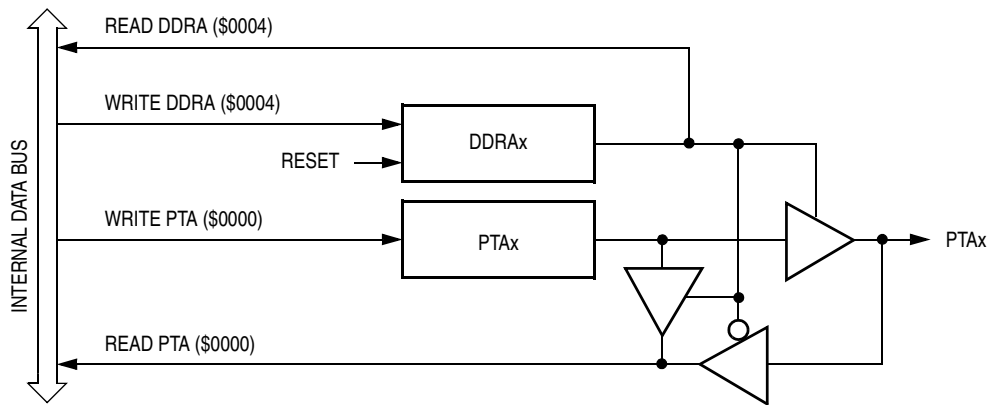 READ DDRA ($0004)
WRITE DDRA ($0004)
DDRAx
RESET
WRITE PTA ($0000)
PTAx
PTAx
READ PTA ($0000)
INTERNAL DATA BUS